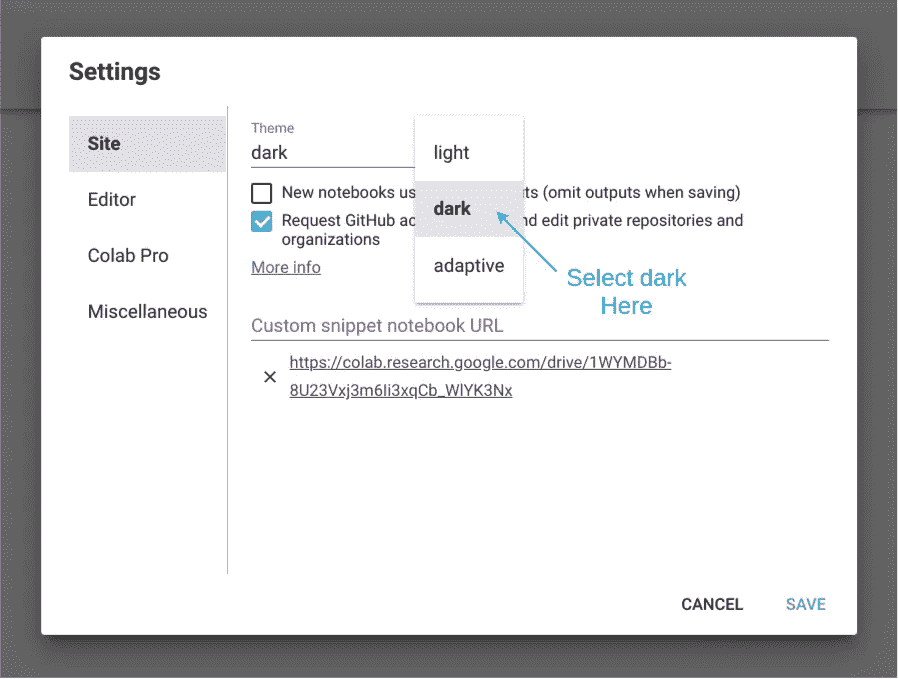 Settings
Site
Editor
Colab Pro
Miscellaneous
Theme
dark
light
dark
adaptive
New notebooks us ts (omit outputs when saving)
Request GitHub ac nd edit private repositories and
organizations
More info
Select dark
Here
Custom snippet notebook URL
https://colab.research.google.com/drive/1WYMDBb-
8U23Vxj3m6Ii3xqCb_WlYK3Nx
CANCEL
SAVE